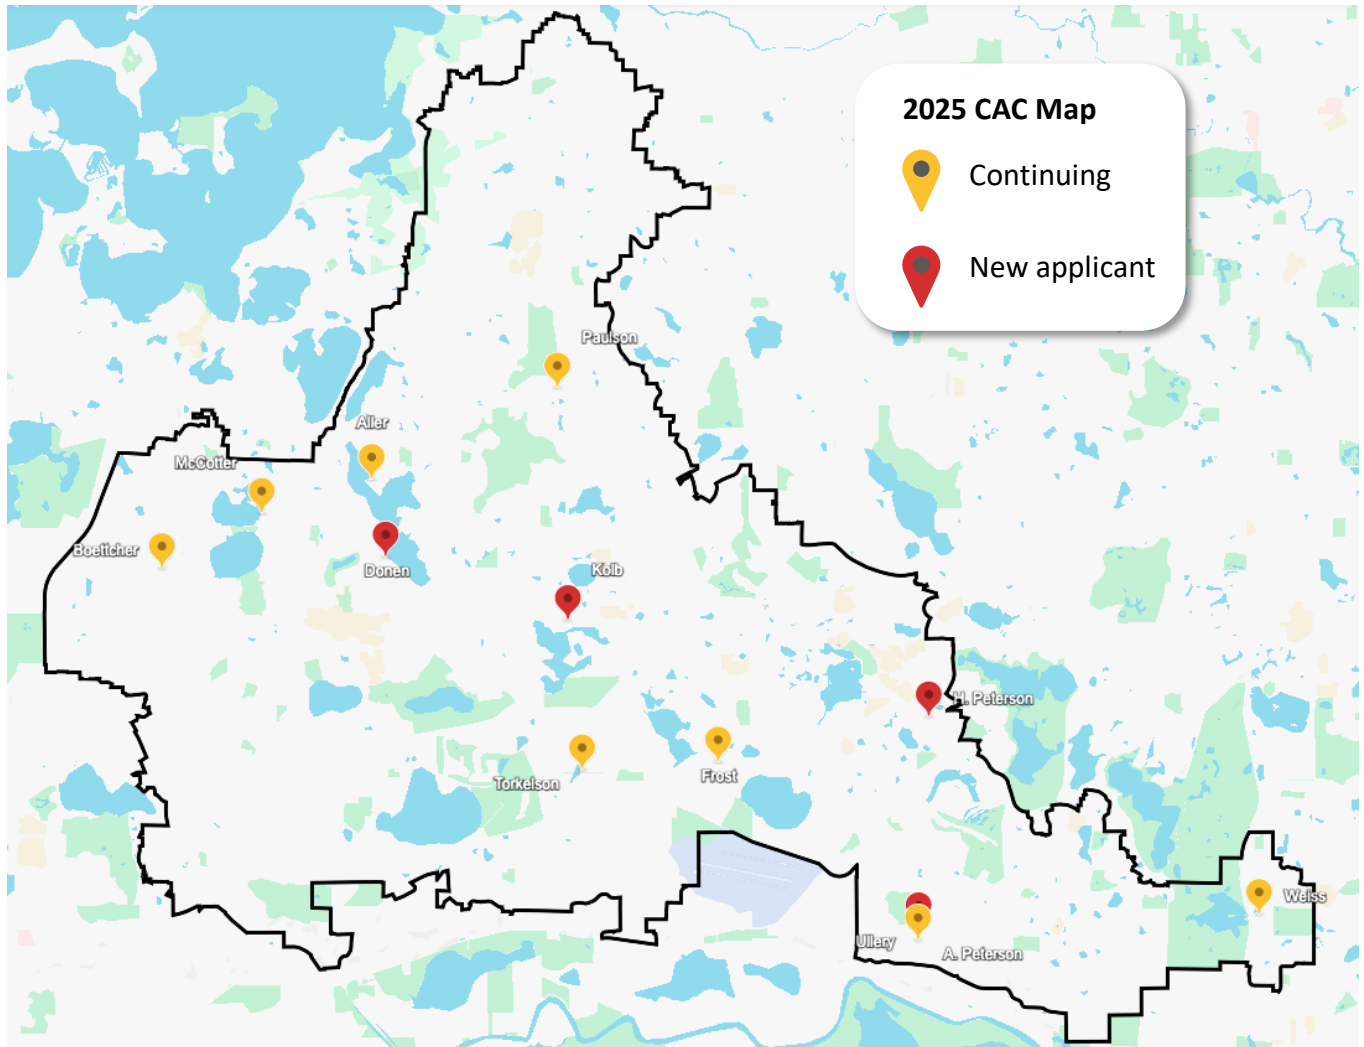 2025 CAC Map
Continuing
New applicant
Paulson
Aller
McCotter
Boettcher
Donen
Kolb
H. Peterson
Torkelson
Frost
Weiss
Ullery
A. Peterson